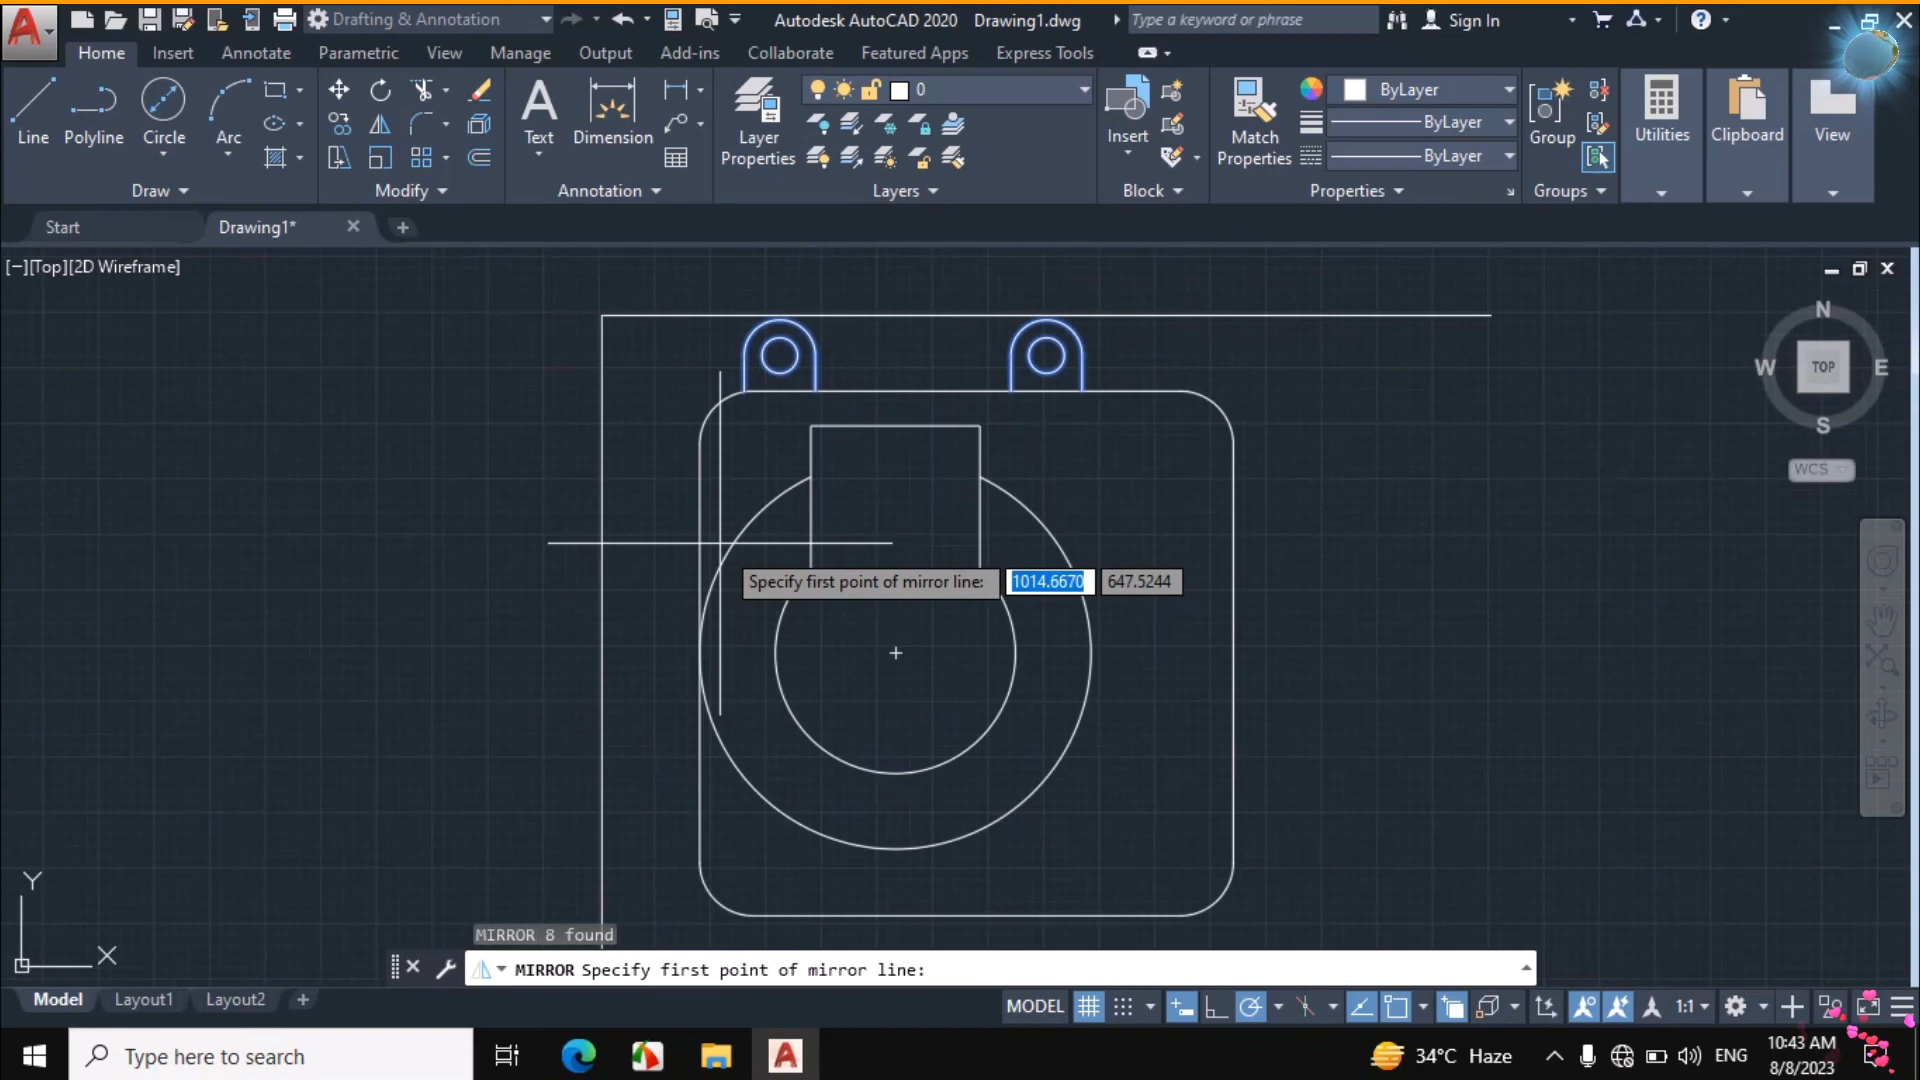 Drafting & Annotation
Autodesk AutoCAD 2020 Drawing1.dwg
Type a keyword or phrase
Sign In
Home Insert Annotate Parametric View Manage Output Add-ins Collaborate Featured Apps Express Tools
Line Polyline Circle Arc
Draw
Modify
Text Dimension
Annotation
Layer
Properties
0
Layers
Insert
Block
Match
Properties
ByLayer
ByLayer
ByLayer
Properties
Group
Groups
Utilities
Clipboard
View
Start
Drawing1*
[−][Top][2D Wireframe]
N
W TOP E
S
WCS
Specify first point of mirror line: 1014.6670 647.5244
Y
X
MIRROR 8 found
MIRROR Specify first point of mirror line:
Model Layout1 Layout2
MODEL
1:1
Type here to search
34°C Haze
ENG
10:43 AM
8/8/2023